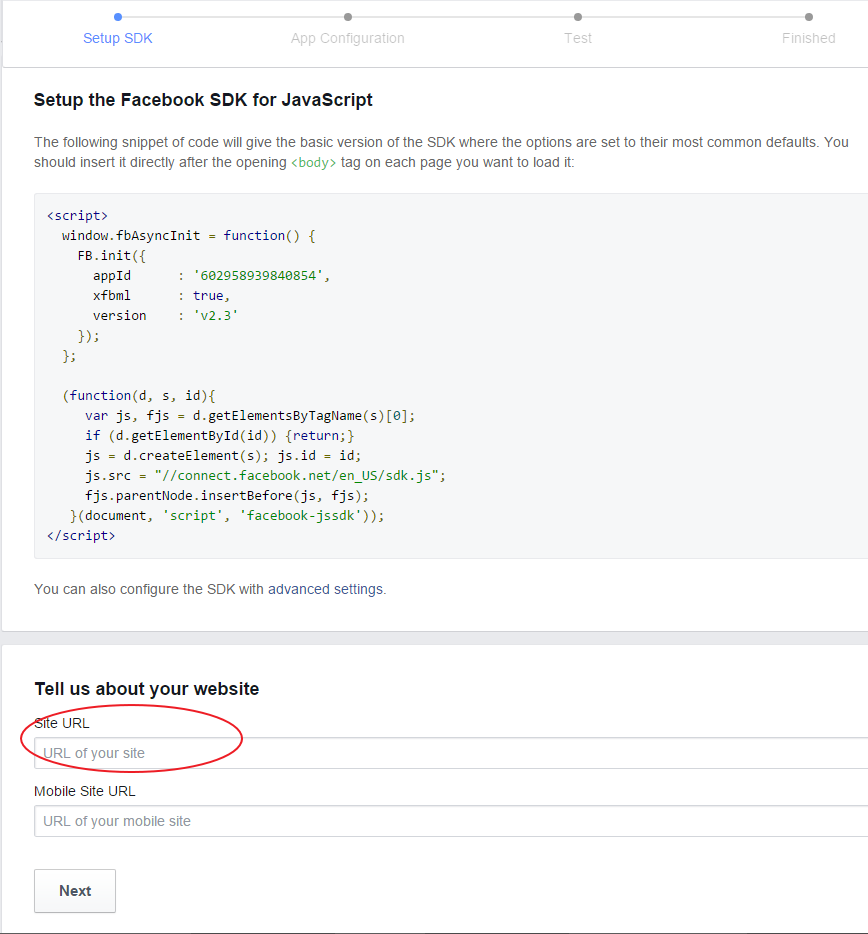 Setup SDK App Configuration Test Finished
Setup the Facebook SDK for JavaScript
The following snippet of code will give the basic version of the SDK where the options are set to their most common defaults. You
should insert it directly after the opening <body> tag on each page you want to load it:
<script>
  window.fbAsyncInit = function() {
    FB.init({
      appId      : '602958939840854',
      xfbml      : true,
      version    : 'v2.3'
    });
  };

  (function(d, s, id){
     var js, fjs = d.getElementsByTagName(s)[0];
     if (d.getElementById(id)) {return;}
     js = d.createElement(s); js.id = id;
     js.src = "//connect.facebook.net/en_US/sdk.js";
     fjs.parentNode.insertBefore(js, fjs);
   }(document, 'script', 'facebook-jssdk'));
</script>
You can also configure the SDK with advanced settings.
Tell us about your website
Site URL
URL of your site
Mobile Site URL
URL of your mobile site
Next